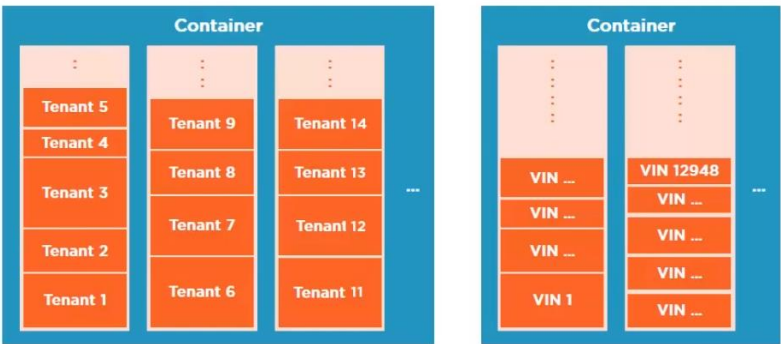 Container
Tenant 5
Tenant 4
Tenant 3
Tenant 2
Tenant 1
Tenant 9
Tenant 8
Tenant 7
Tenant 6
Tenant 14
Tenant 13
Tenant 12
Tenant 11
...
Container
VIN ...
VIN ...
VIN ...
VIN 1
VIN 12948
VIN ...
VIN ...
VIN ...
VIN ...
...